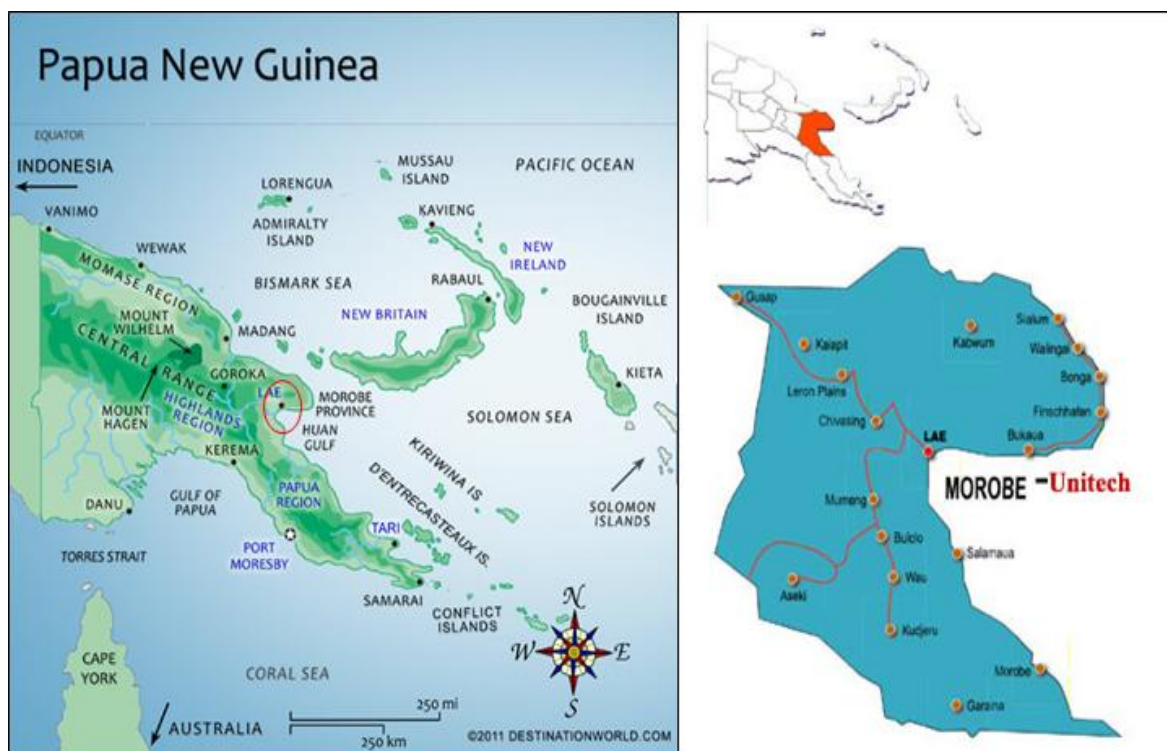 Papua New Guinea
EQUATOR
INDONESIA
VANIMO
WEWAK
MOMASE REGION
MOUNT
WILHELM
CENTRAL RANGE
MOUNT
HAGEN
HIGHLANDS
REGION
GOROKA
MADANG
LAE
MOROBE
PROVINCE
HUAN
GULF
LORENGUA
ADMIRALTY
ISLAND
MUSSAU
ISLAND
PACIFIC OCEAN
KAVIENG
NEW
IRELAND
BISMARK SEA
RABAUL
NEW BRITAIN
BOUGAINVILLE
ISLAND
KIETA
SOLOMON SEA
SOLOMON
ISLANDS
KEREMA
GULF OF
PAPUA
DANU
TORRES STRAIT
PAPUA
REGION
PORT
MORESBY
TARI
KIRIWINA IS
D'ENTRECASTEAUX IS.
SAMARAI
CONFLICT
ISLANDS
CAPE
YORK
CORAL SEA
AUSTRALIA
250 mi
250 km
N
W
E
S
©2011 DESTINATIONWORLD.COM
Gusap
Kaiapit
Leron Plains
Chivasing
Kabwum
Sialum
Walingai
Bonga
Finschhafen
Bukaua
LAE
MOROBE -Unitech
Mumeng
Bulolo
Wau
Aseki
Kudjeru
Salamaua
Morobe
Garaina